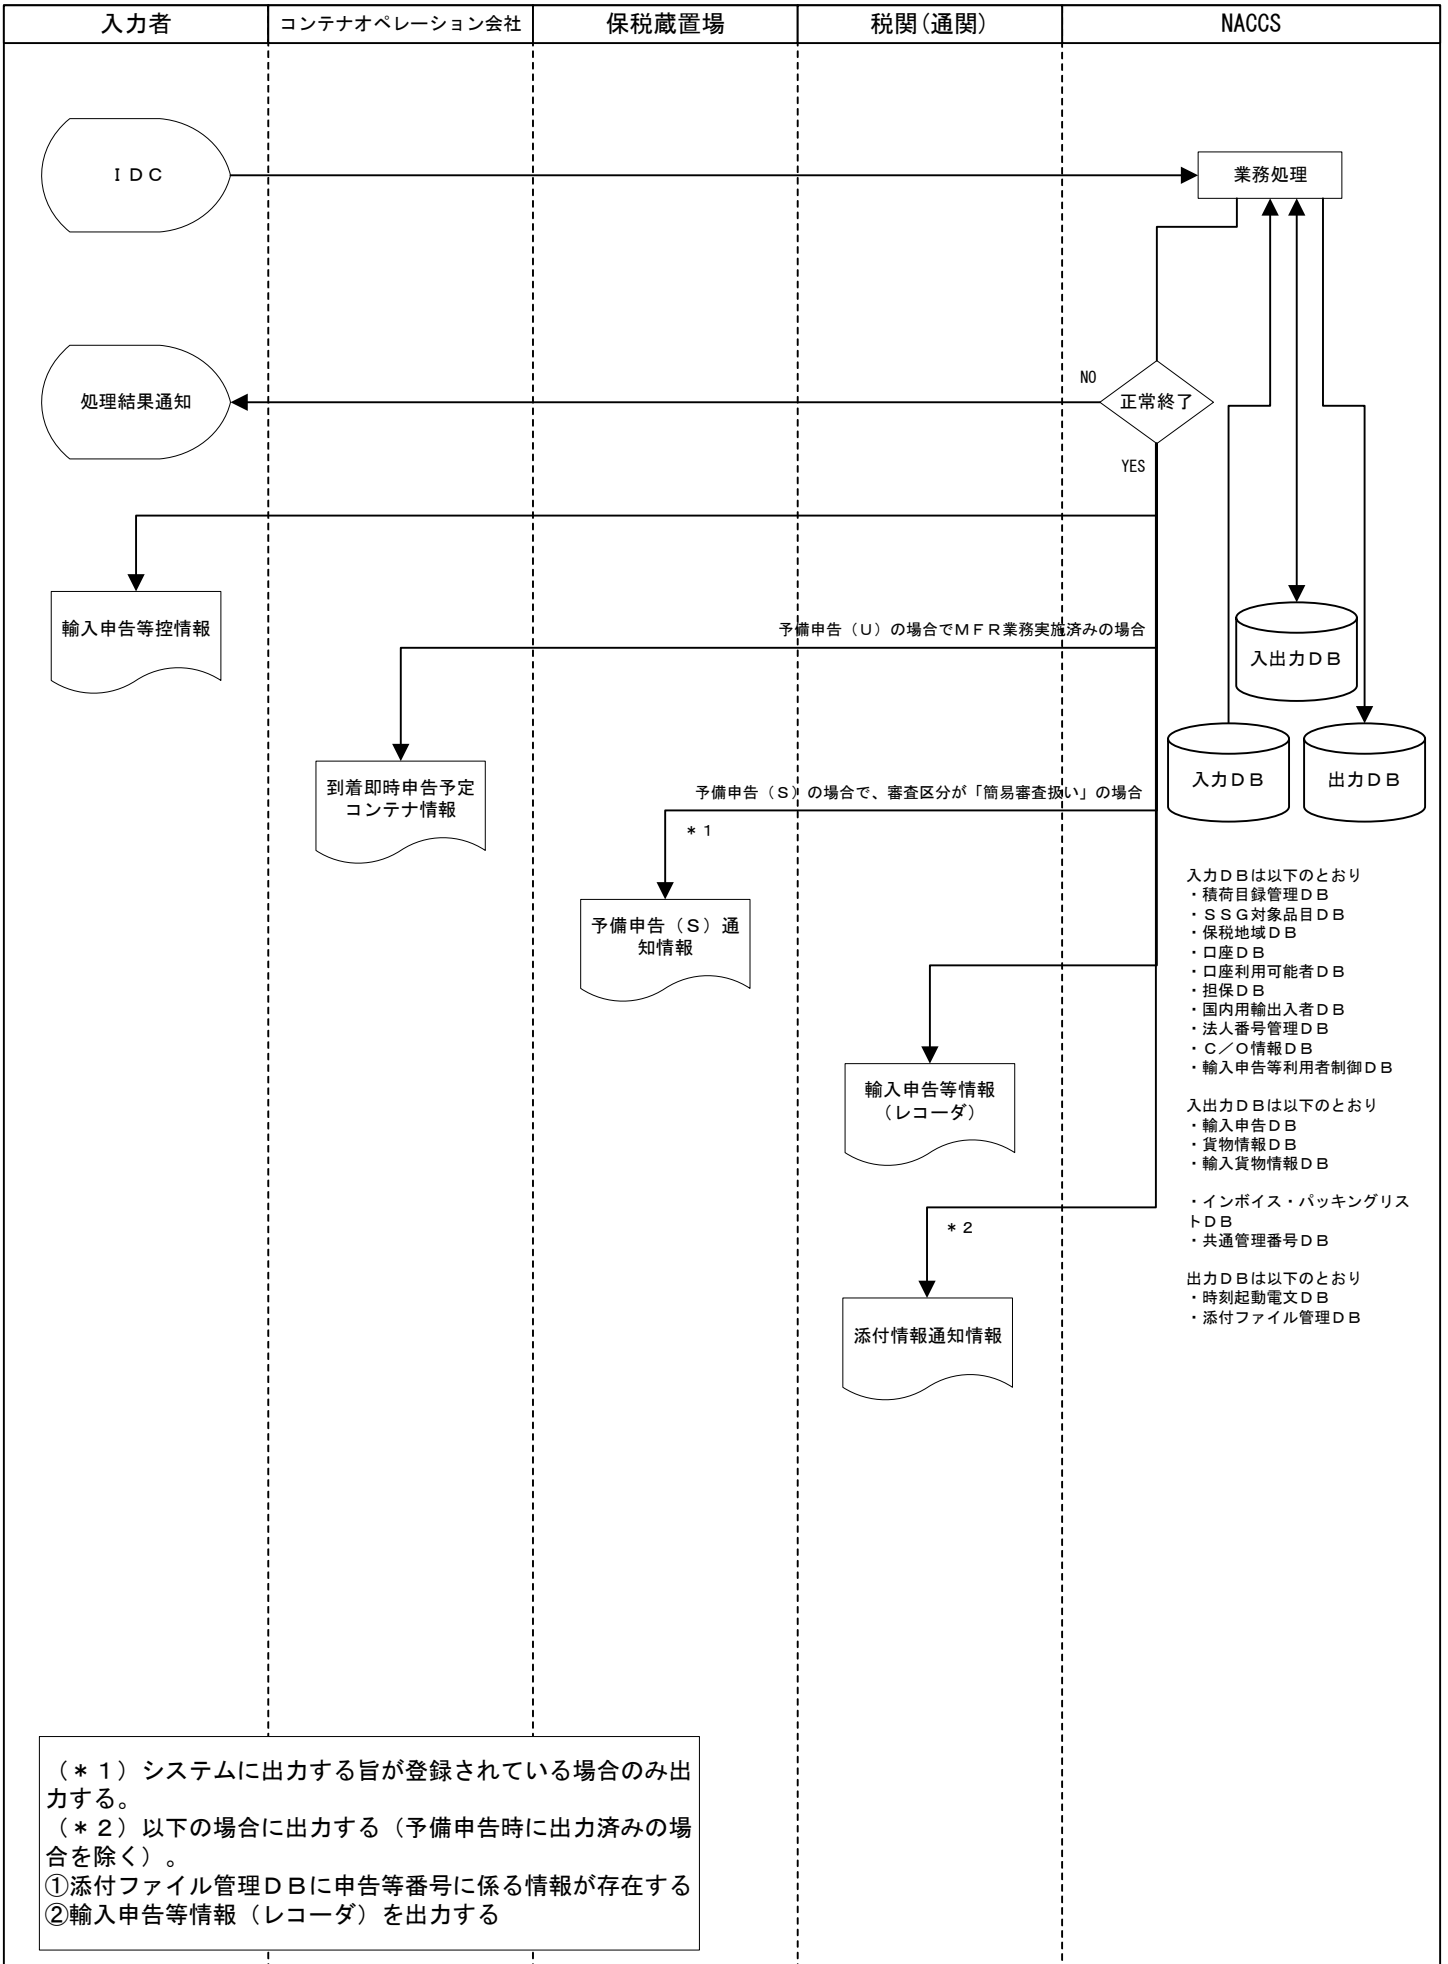 入力者
コンテナオペレーション会社
保税蔵置場
税関(通関)
NACCS
ＩＤＣ
業務処理
処理結果通知
NO
正常終了
YES
輸入申告等控情報
予備申告（Ｕ）の場合でＭＦＲ業務実施済みの場合
入出力ＤＢ
到着即時申告予定
コンテナ情報
入力ＤＢ
出力ＤＢ
予備申告（Ｓ）の場合で、審査区分が「簡易審査扱い」の場合
＊１
予備申告（Ｓ）通
知情報
輸入申告等情報
（レコーダ）
＊２
添付情報通知情報
入力ＤＢは以下のとおり
・積荷目録管理ＤＢ
・ＳＳＧ対象品目ＤＢ
・保税地域ＤＢ
・口座ＤＢ
・口座利用可能者ＤＢ
・担保ＤＢ
・国内用輸出入者ＤＢ
・法人番号管理ＤＢ
・Ｃ／Ｏ情報ＤＢ
・輸入申告等利用者制御ＤＢ
入出力ＤＢは以下のとおり
・輸入申告ＤＢ
・貨物情報ＤＢ
・輸入貨物情報ＤＢ
・インボイス・パッキングリス
トＤＢ
・共通管理番号ＤＢ
出力ＤＢは以下のとおり
・時刻起動電文ＤＢ
・添付ファイル管理ＤＢ
（＊１）システムに出力する旨が登録されている場合のみ出
力する。
（＊２）以下の場合に出力する（予備申告時に出力済みの場
合を除く）。
①添付ファイル管理ＤＢに申告等番号に係る情報が存在する
②輸入申告等情報（レコーダ）を出力する